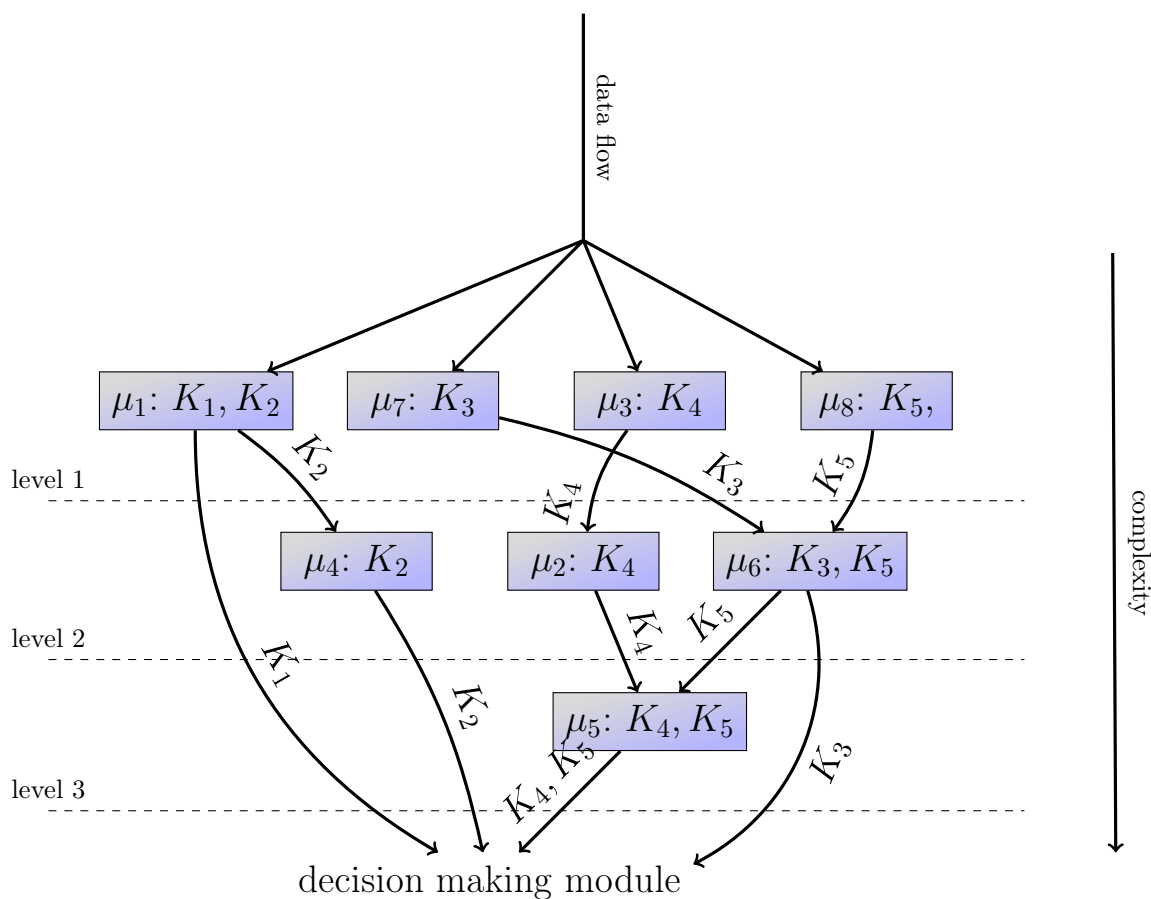 data flow
μ₁: K₁, K₂
μ₇: K₃
μ₃: K₄
μ₈: K₅,
K₂
K₃
K₅
level 1
K₄
complexity
μ₄: K₂
μ₂: K₄
μ₆: K₃, K₅
level 2
K₁
K₄
K₅
K₂
μ₅: K₄, K₅
K₄, K₅
K₃
level 3
decision making module